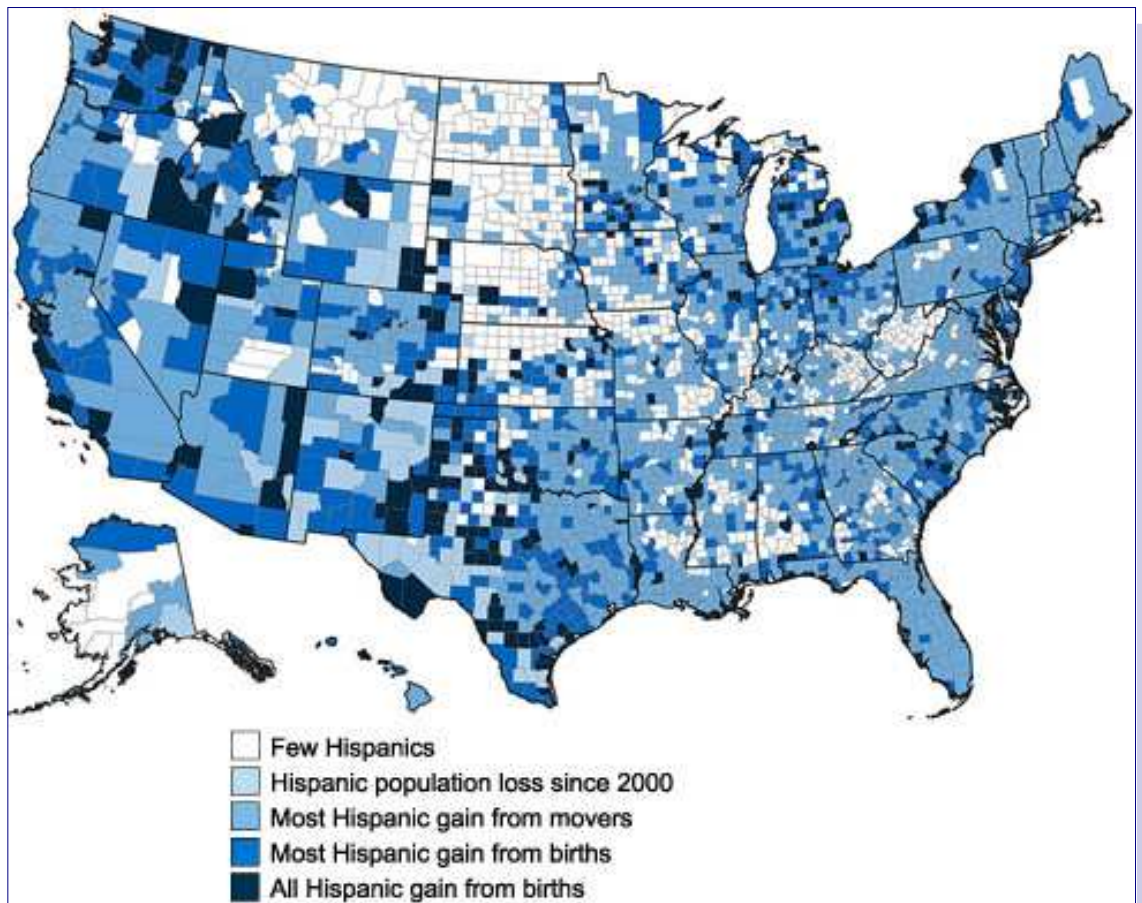 Few Hispanics
Hispanic population loss since 2000
Most Hispanic gain from movers
Most Hispanic gain from births
All Hispanic gain from births